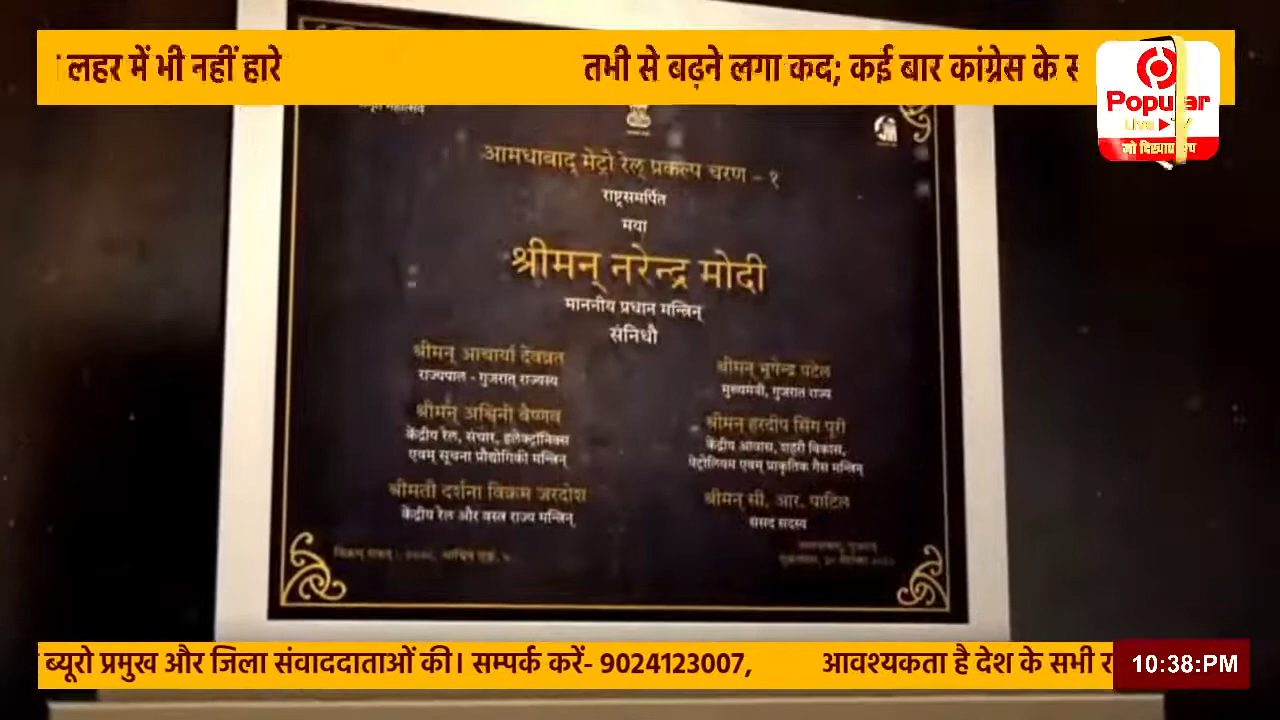 लहर में भी नहीं हारे
तभी से बढ़ने लगा कद; कई बार कांग्रेस के
Popular
Live TV
आमधाबाद् मेट्रो रेल् प्रकल्प चरण - १
राष्ट्रसमर्पित
मया
श्रीमन् नरेन्द्र मोदी
माननीय प्रधान मन्त्रिन्
संनिधौ
श्रीमन् आचार्या देवव्रत
राज्यपाल - गुजरात् राज्यस्य
श्रीमन् अश्विनी वैष्णव
केंद्रीय रेल, संचार, इलेक्ट्रॉनिक्स
एवम् सूचना प्रौद्योगिकी मन्त्रिन्
श्रीमती दर्शना विक्रम जरदोश
केंद्रीय रेल और वस्त्र राज्य मन्त्रिन्
श्रीमन् भूपेन्द्र पटेल
मुख्यमंत्री, गुजरात राज्य
श्रीमन् हरदीप सिंग पूरी
केंद्रीय आवास, शहरी विकास,
पेट्रोलियम एवम् प्राकृतिक गैस मन्त्रिन्
श्रीमन् सी. आर. पाटिल
संसद सदस्य
ब्यूरो प्रमुख और जिला संवाददाताओं की। सम्पर्क करें- 9024123007,
आवश्यकता है देश के सभी
10:38:PM